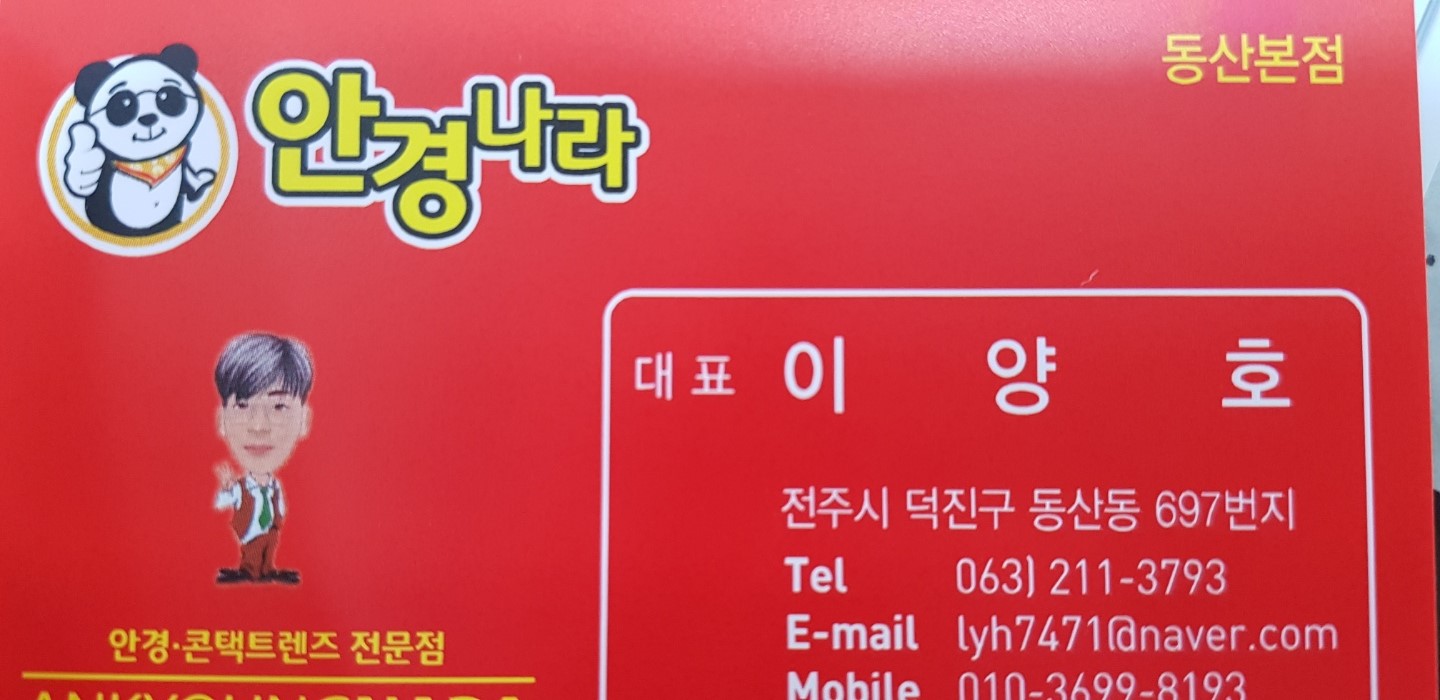 안경나라
동산본점
대표 이양호
전주시 덕진구 동산동 697번지
Tel 063) 211-3793
E-mail lyh7471@naver.com
Mobile 010-3699-8193
안경·콘택트렌즈 전문점
ANKYOUNGNARA